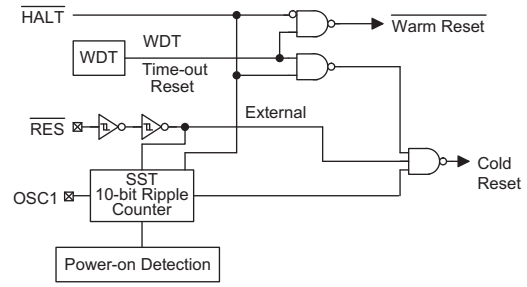 HALT
WDT
WDT
Time-out
Reset
Warm Reset
RES
External
Cold
Reset
OSC1
SST
10-bit Ripple
Counter
Power-on Detection